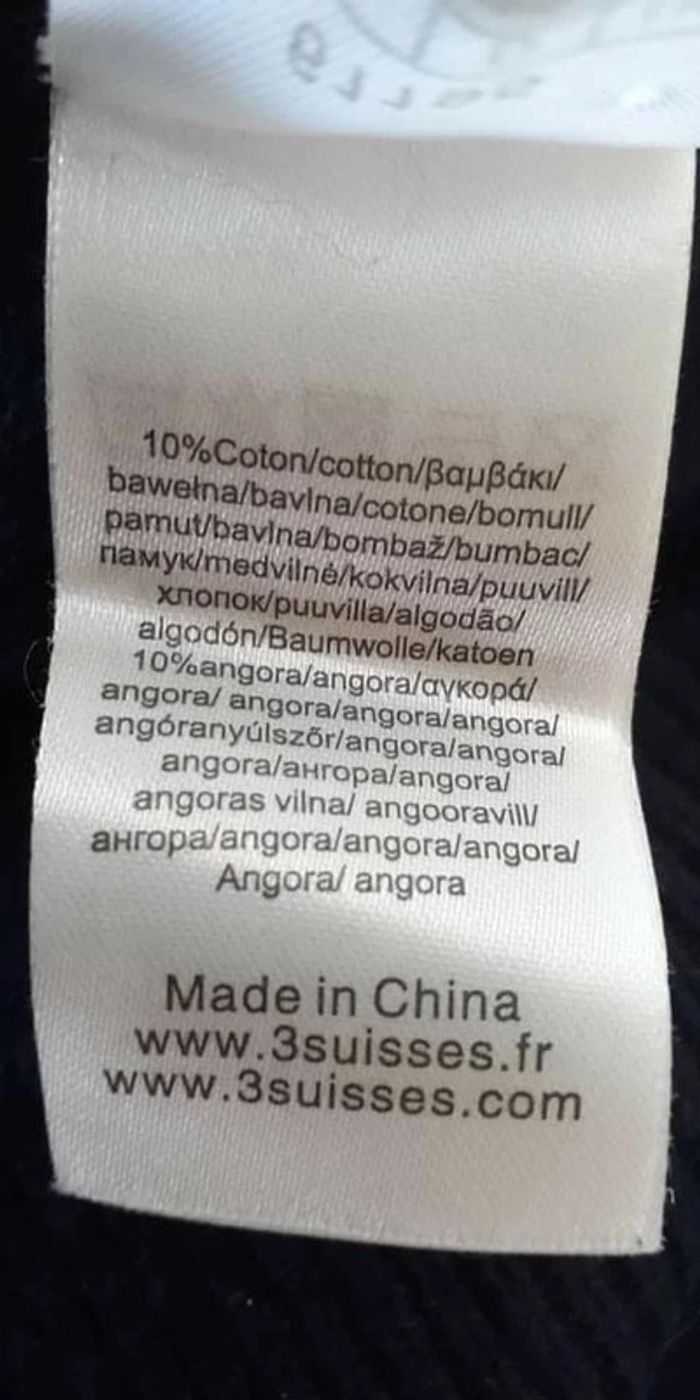 10%Coton/cotton/βαμβάκι/
bawełna/bavlna/cotone/bomull/
pamut/bavlna/bombaž/bumbac/
памук/medvilnė/kokvilna/puuvill/
хлопок/puuvilla/algodão/
algodón/Baumwolle/katoen
10%angora/angora/αγκορά/
angora/ angora/angora/angora/
angóranyúlszőr/angora/angora/
angora/ангора/angora/
angoras vilna/ angooravill/
ангора/angora/angora/angora/
Angora/ angora
Made in China
www.3suisses.fr
www.3suisses.com